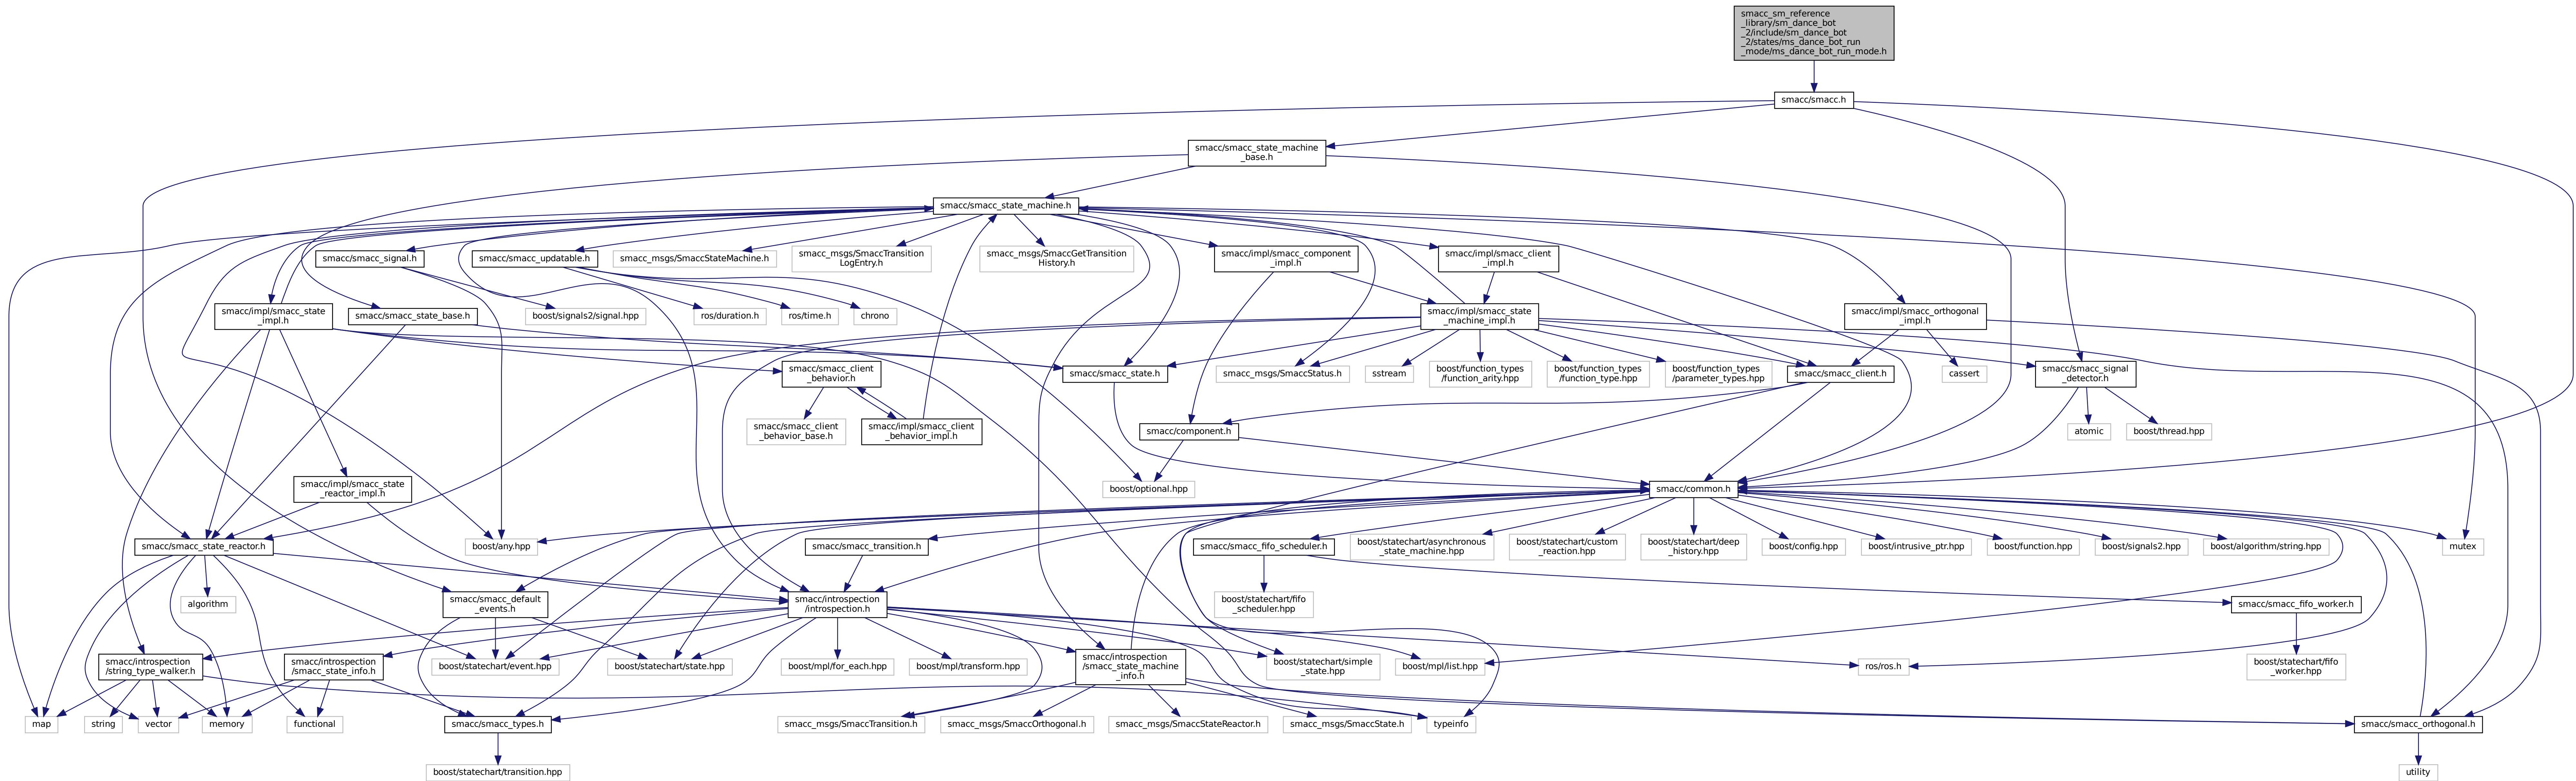 smacc_sm_reference
_library/sm_dance_bot
_2/include/sm_dance_bot
_2/states/ms_dance_bot_run
_mode/ms_dance_bot_run_mode.h
smacc/smacc.h
smacc/smacc_state_machine
_base.h
smacc/smacc_state_machine.h
smacc/smacc_signal.h
smacc/smacc_updatable.h
smacc_msgs/SmaccStateMachine.h
smacc_msgs/SmaccTransition
LogEntry.h
smacc_msgs/SmaccGetTransition
History.h
smacc/impl/smacc_component
_impl.h
smacc/impl/smacc_client
_impl.h
smacc/impl/smacc_state
_impl.h
smacc/smacc_state_base.h
boost/signals2/signal.hpp
ros/duration.h
ros/time.h
chrono
smacc/impl/smacc_state
_machine_impl.h
smacc/impl/smacc_orthogonal
_impl.h
smacc/smacc_client
_behavior.h
smacc/smacc_state.h
smacc_msgs/SmaccStatus.h
sstream
boost/function_types
/function_arity.hpp
boost/function_types
/function_type.hpp
boost/function_types
/parameter_types.hpp
smacc/smacc_client.h
cassert
smacc/smacc_signal
_detector.h
smacc/smacc_client
_behavior_base.h
smacc/impl/smacc_client
_behavior_impl.h
smacc/component.h
atomic
boost/thread.hpp
smacc/impl/smacc_state
_reactor_impl.h
boost/optional.hpp
smacc/common.h
smacc/smacc_state_reactor.h
boost/any.hpp
smacc/smacc_transition.h
smacc/smacc_fifo_scheduler.h
boost/statechart/asynchronous
_state_machine.hpp
boost/statechart/custom
_reaction.hpp
boost/statechart/deep
_history.hpp
boost/config.hpp
boost/intrusive_ptr.hpp
boost/function.hpp
boost/signals2.hpp
boost/algorithm/string.hpp
mutex
algorithm
smacc/smacc_default
_events.h
smacc/introspection
/introspection.h
boost/statechart/fifo
_scheduler.hpp
smacc/smacc_fifo_worker.h
smacc/introspection
/string_type_walker.h
smacc/introspection
/smacc_state_info.h
boost/statechart/event.hpp
boost/statechart/state.hpp
boost/mpl/for_each.hpp
boost/mpl/transform.hpp
smacc/introspection
/smacc_state_machine
_info.h
boost/statechart/simple
_state.hpp
boost/mpl/list.hpp
ros/ros.h
boost/statechart/fifo
_worker.hpp
map
string
vector
memory
functional
smacc/smacc_types.h
smacc_msgs/SmaccTransition.h
smacc_msgs/SmaccOrthogonal.h
smacc_msgs/SmaccStateReactor.h
smacc_msgs/SmaccState.h
typeinfo
smacc/smacc_orthogonal.h
boost/statechart/transition.hpp
utility